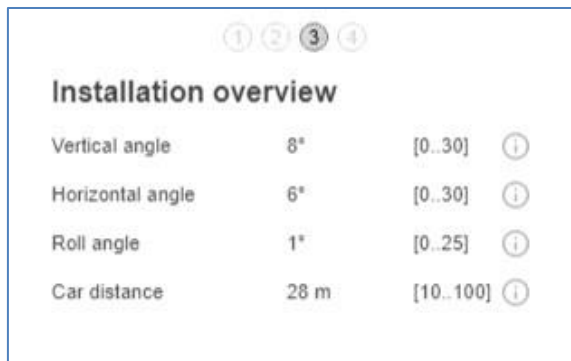 1 2 3 4
Installation overview
Vertical angle 8° [0..30] i
Horizontal angle 6° [0..30] i
Roll angle 1° [0..25] i
Car distance 28 m [10..100] i